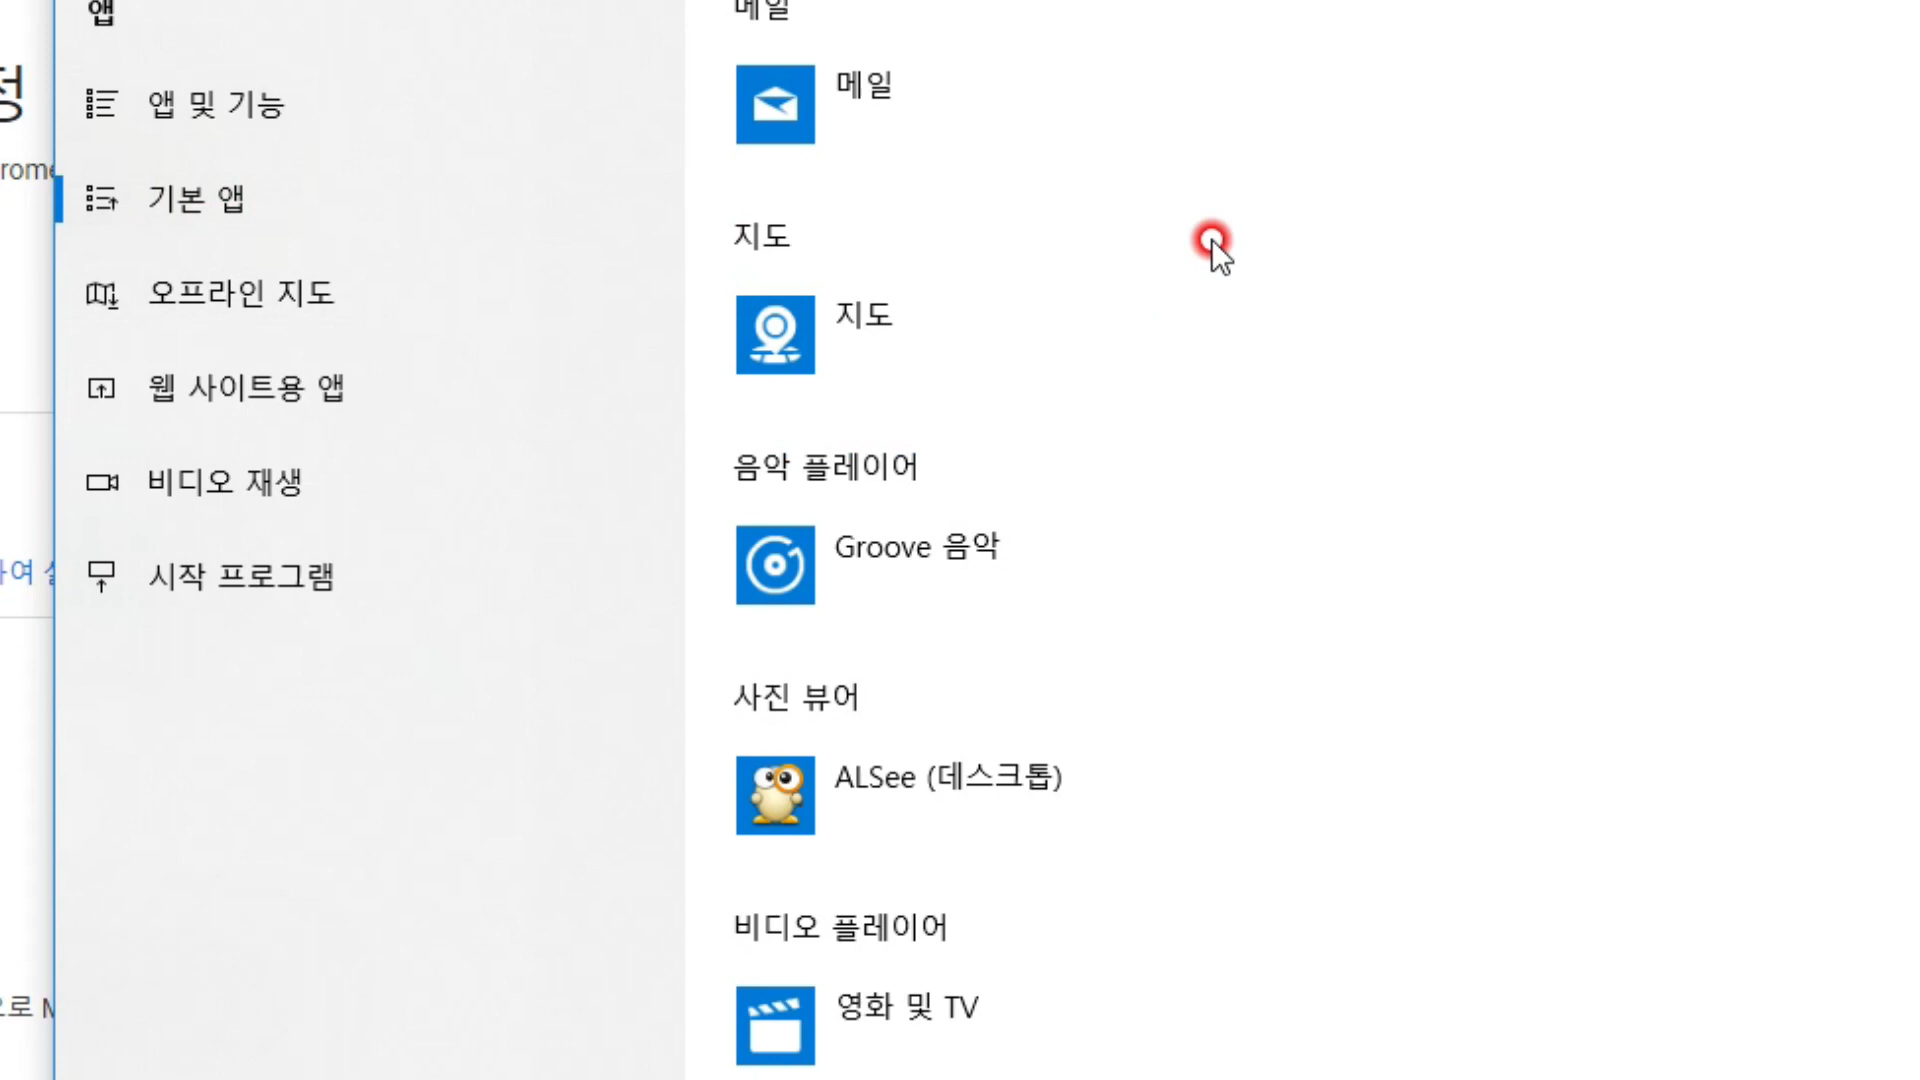 앱
앱 및 기능
기본 앱
오프라인 지도
웹 사이트용 앱
비디오 재생
시작 프로그램
메일
메일
지도
지도
음악 플레이어
Groove 음악
사진 뷰어
ALSee (데스크톱)
비디오 플레이어
영화 및 TV